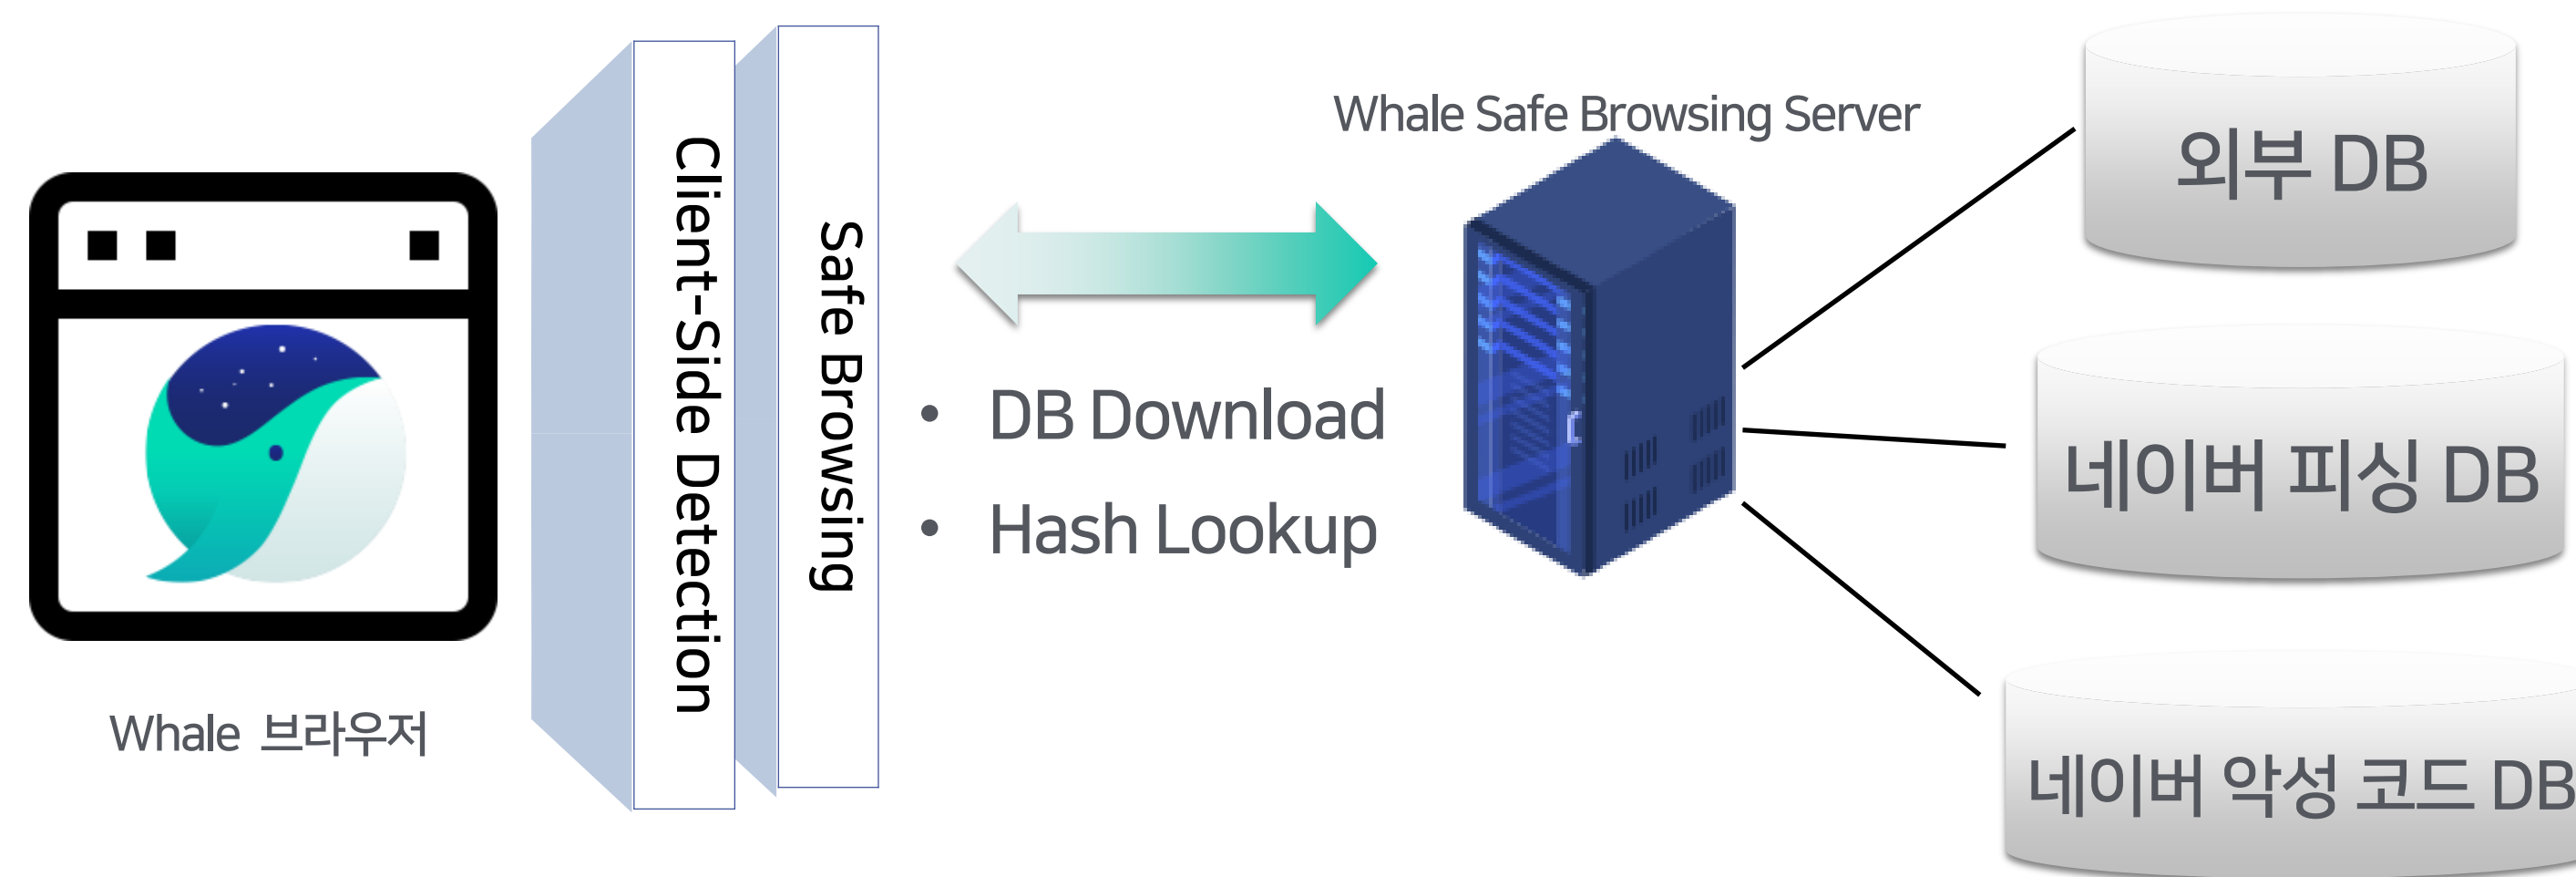 Whale 브라우저
Client-Side Detection
Safe Browsing
• DB Download
• Hash Lookup
Whale Safe Browsing Server
외부 DB
네이버 피싱 DB
네이버 악성 코드 DB